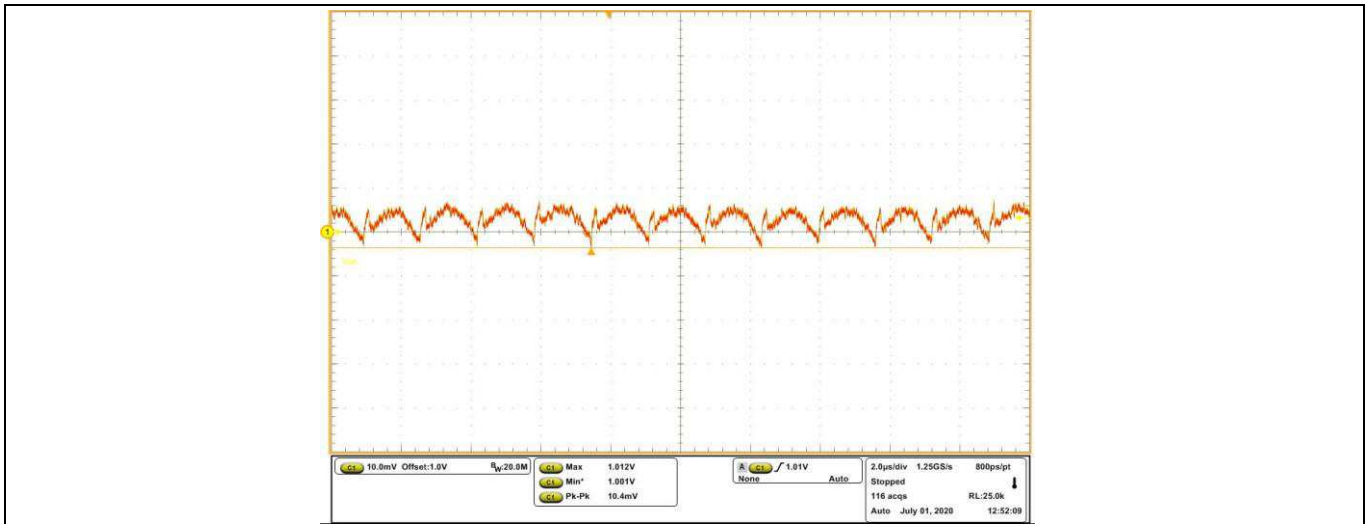 1
C1 10.0mV Offset:1.0V BW:20.0M
C1 Max 1.012V
C1 Min* 1.001V
C1 Pk-Pk 10.4mV
A C1 1.01V
None Auto
2.0µs/div 1.25GS/s 800ps/pt
Stopped
116 acqs RL:25.0k
Auto July 01, 2020 12:52:09